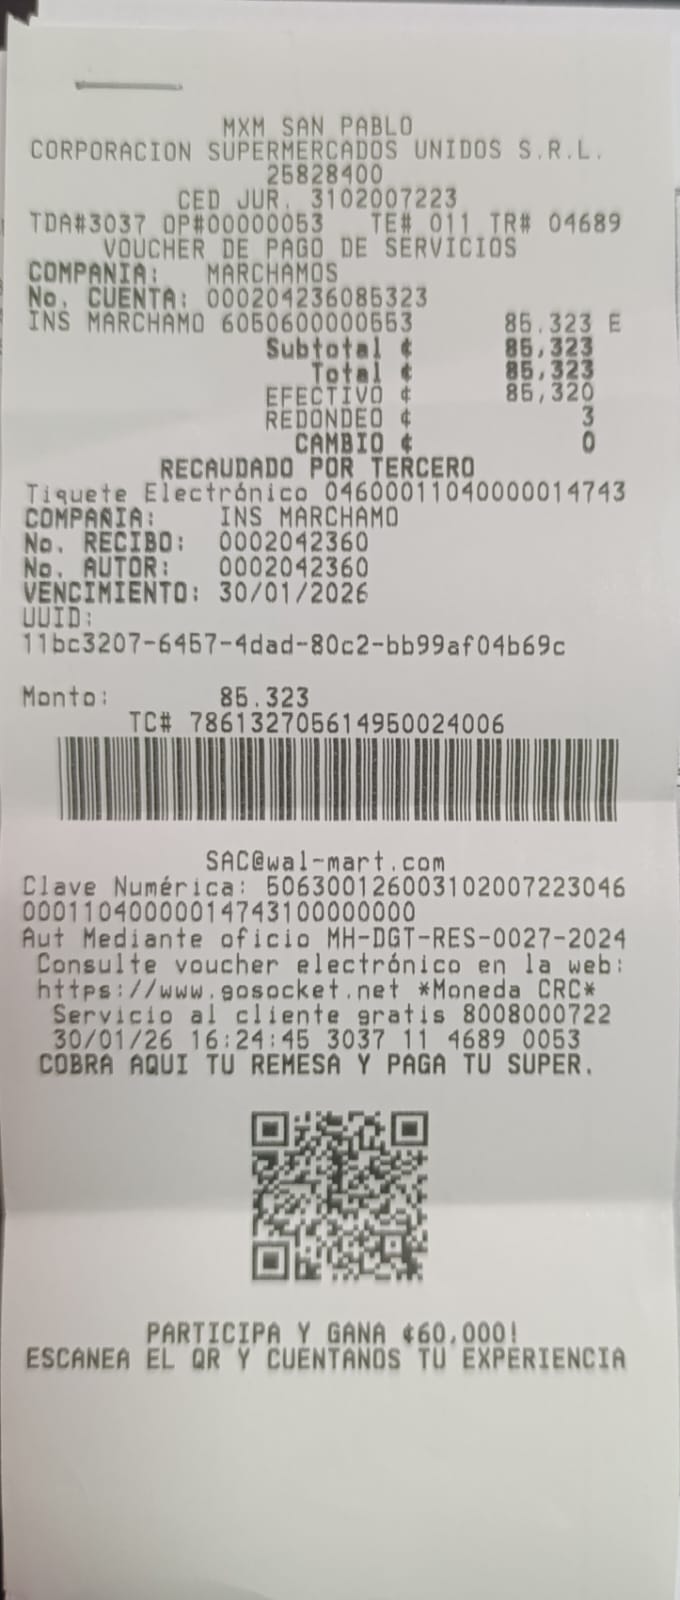 MXM SAN PABLO
CORPORACION SUPERMERCADOS UNIDOS S.R.L.
25828400
CED JUR. 3102007223
TDA#3037 OP#00000053 TE# 011 TR# 04689
VOUCHER DE PAGO DE SERVICIOS
COMPANIA: MARCHAMOS
No. CUENTA: 000204236085323
INS MARCHAMO 6050600000553 85.323 E
Subtotal ¢ 85,323
Total ¢ 85,323
EFECTIVO ¢ 85,320
REDONDEO ¢ 3
CAMBIO ¢ 0
RECAUDADO POR TERCERO
Tiquete Electrónico 04600011040000014743
COMPAÑIA: INS MARCHAMO
No. RECIBO: 0002042360
No. AUTOR: 0002042360
VENCIMIENTO: 30/01/2026
UUID:
11bc3207-6457-4dad-80c2-bb99af04b69c
Monto: 85.323
TC# 786132705614950024006
SAC@wal-mart.com
Clave Numérica: 506300126003102007223046
00011040000014743100000000
Aut Mediante oficio MH-DGT-RES-0027-2024
Consulte voucher electrónico en la web:
https://www.gosocket.net *Moneda CRC*
Servicio al cliente gratis 8008000722
30/01/26 16:24:45 3037 11 4689 0053
COBRA AQUI TU REMESA Y PAGA TU SUPER.
PARTICIPA Y GANA ¢60,000!
ESCANEA EL QR Y CUENTANOS TU EXPERIENCIA